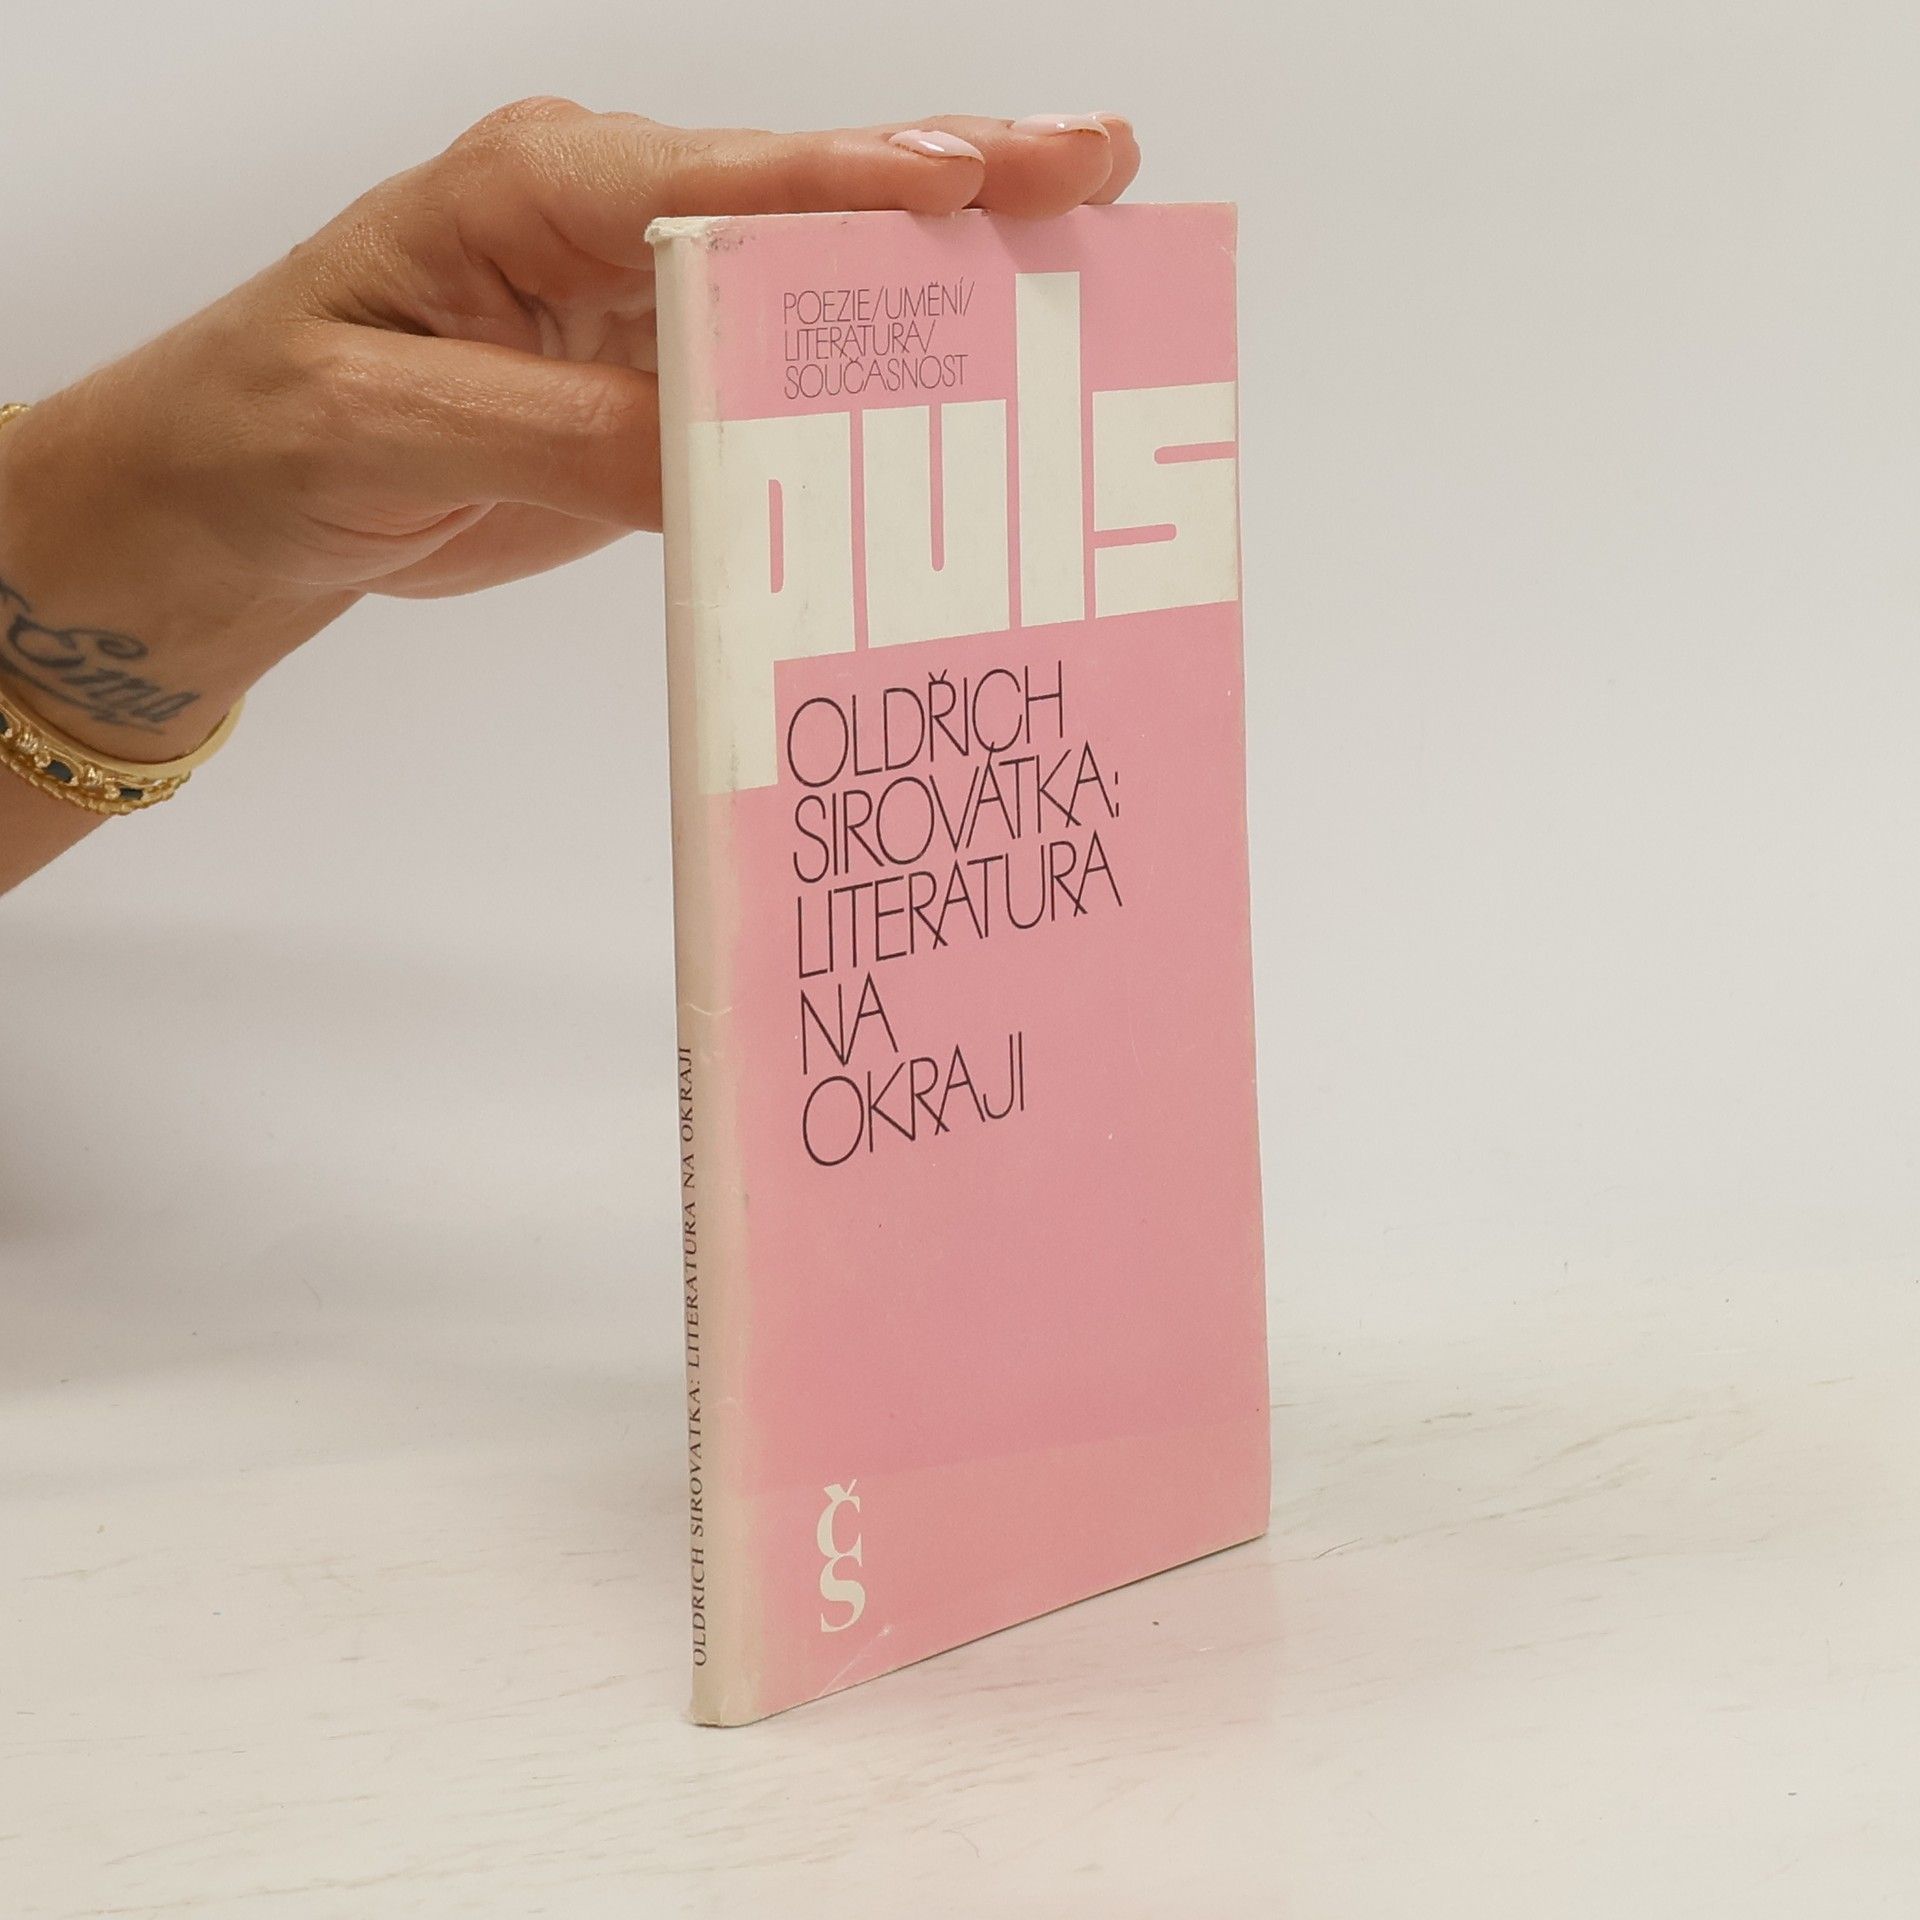 POEZIE/UMĚNÍ/
LITERATURA/
SOUČASNOST
puls
OLDŘICH
SIROVÁTKA:
LITERATURA
NA
OKRAJI
ČS
OLDŘICH SIROVÁTKA: LITERATURA NA OKRAJI